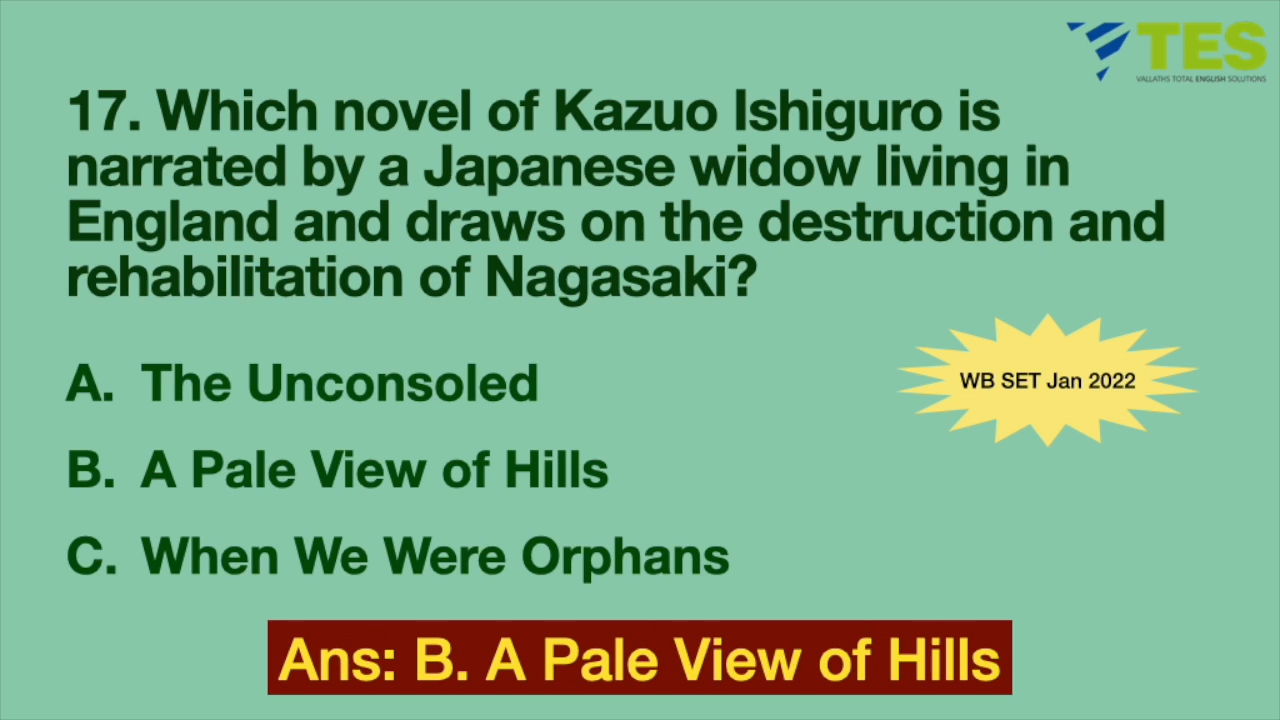 TES
VALLATHS TOTAL ENGLISH SOLUTIONS
17. Which novel of Kazuo Ishiguro is
narrated by a Japanese widow living in
England and draws on the destruction and
rehabilitation of Nagasaki?
WB SET Jan 2022
A. The Unconsoled
B. A Pale View of Hills
C. When We Were Orphans
Ans: B. A Pale View of Hills